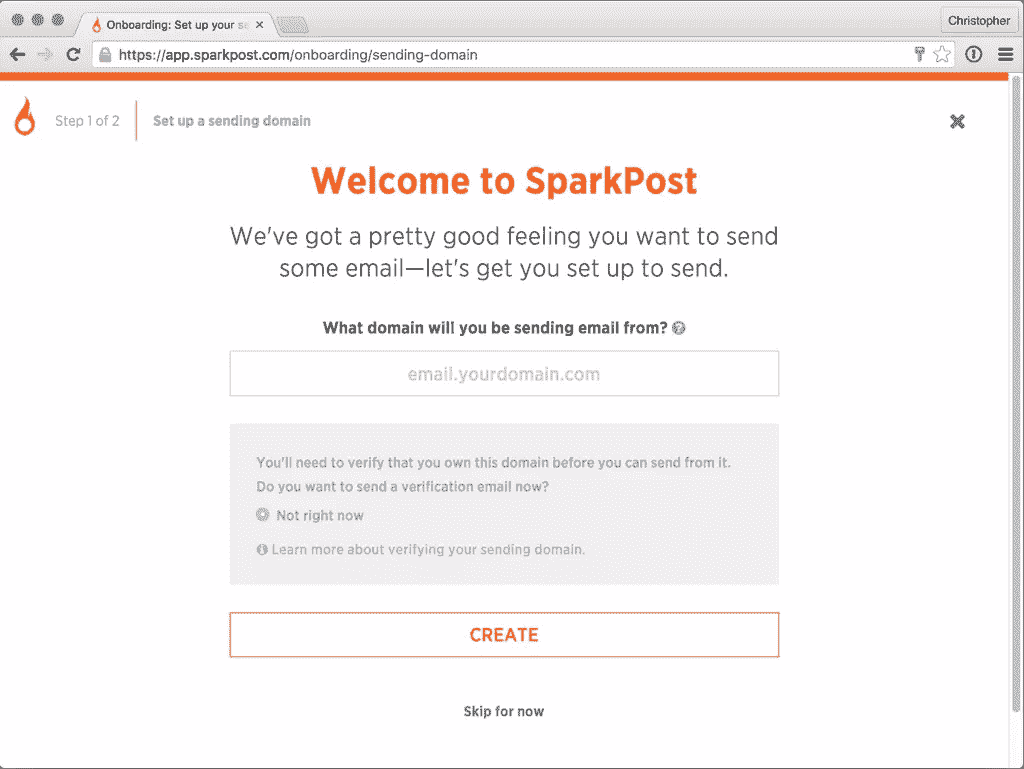 Onboarding: Set up your se
Christopher
https://app.sparkpost.com/onboarding/sending-domain
Step 1 of 2
Set up a sending domain
Welcome to SparkPost
We've got a pretty good feeling you want to send
some email—let's get you set up to send.
What domain will you be sending email from?
email.yourdomain.com
You'll need to verify that you own this domain before you can send from it.
Do you want to send a verification email now?
Not right now
Learn more about verifying your sending domain.
CREATE
Skip for now